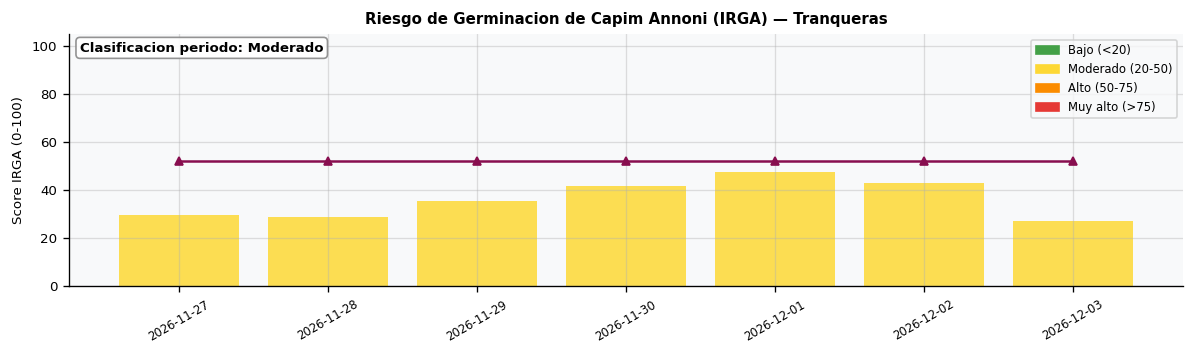 Riesgo de Germinacion de Capim Annoni (IRGA) — Tranqueras
Clasificacion periodo: Moderado
Bajo (<20)
Moderado (20-50)
Alto (50-75)
Muy alto (>75)
Score IRGA (0-100)
100
80
60
40
20
0
2026-11-27
2026-11-28
2026-11-29
2026-11-30
2026-12-01
2026-12-02
2026-12-03